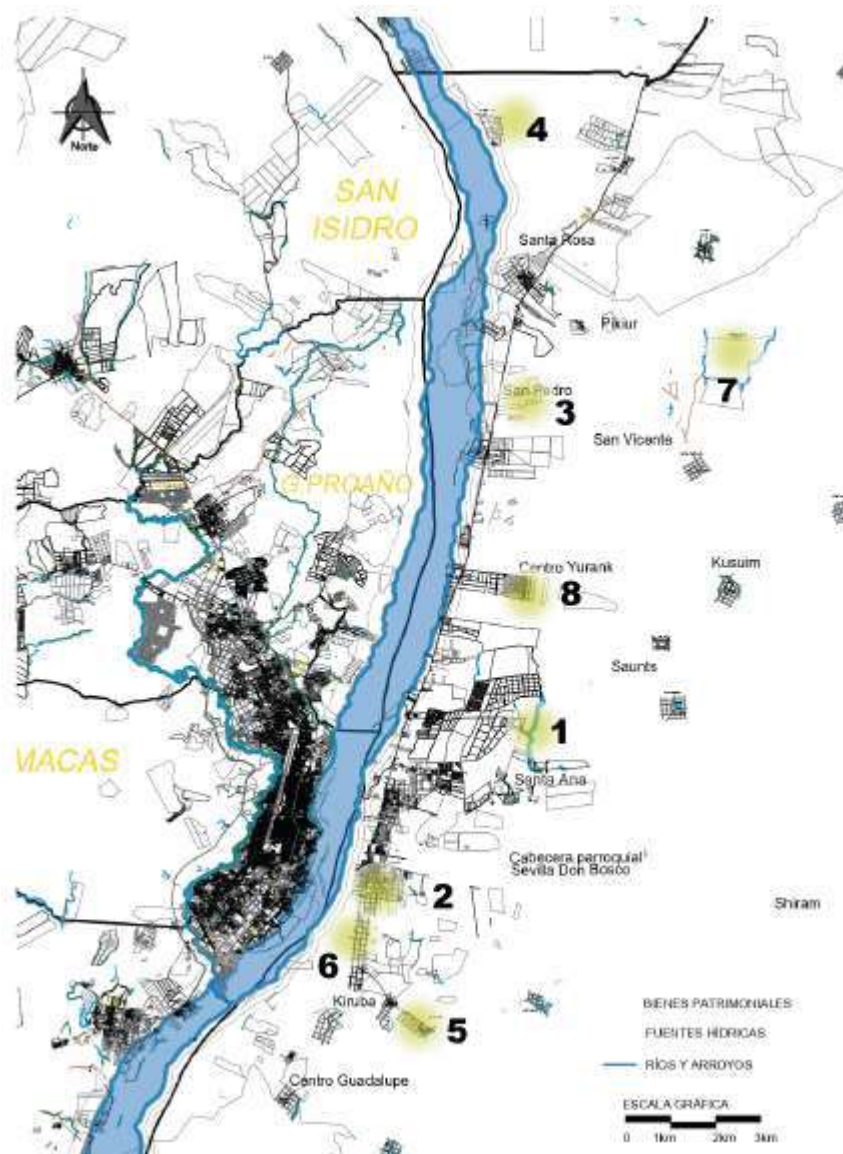 Norte
4
SAN
ISIDRO
Santa Rosa
Pikiur
7
San Pedro
3
San Vicente
G.PROAÑO
Centro Yurank
Kusuim
8
Saunts
1
MACAS
Santa Ana
Cabecera parroquial
Sevilla Don Bosco
2
Shiram
6
Kiruba
5
BIENES PATRIMONIALES
FUENTES HÍDRICAS
RÍOS Y ARROYOS
Centro Guadalupe
ESCALA GRÁFICA
0 1km 2km 3km